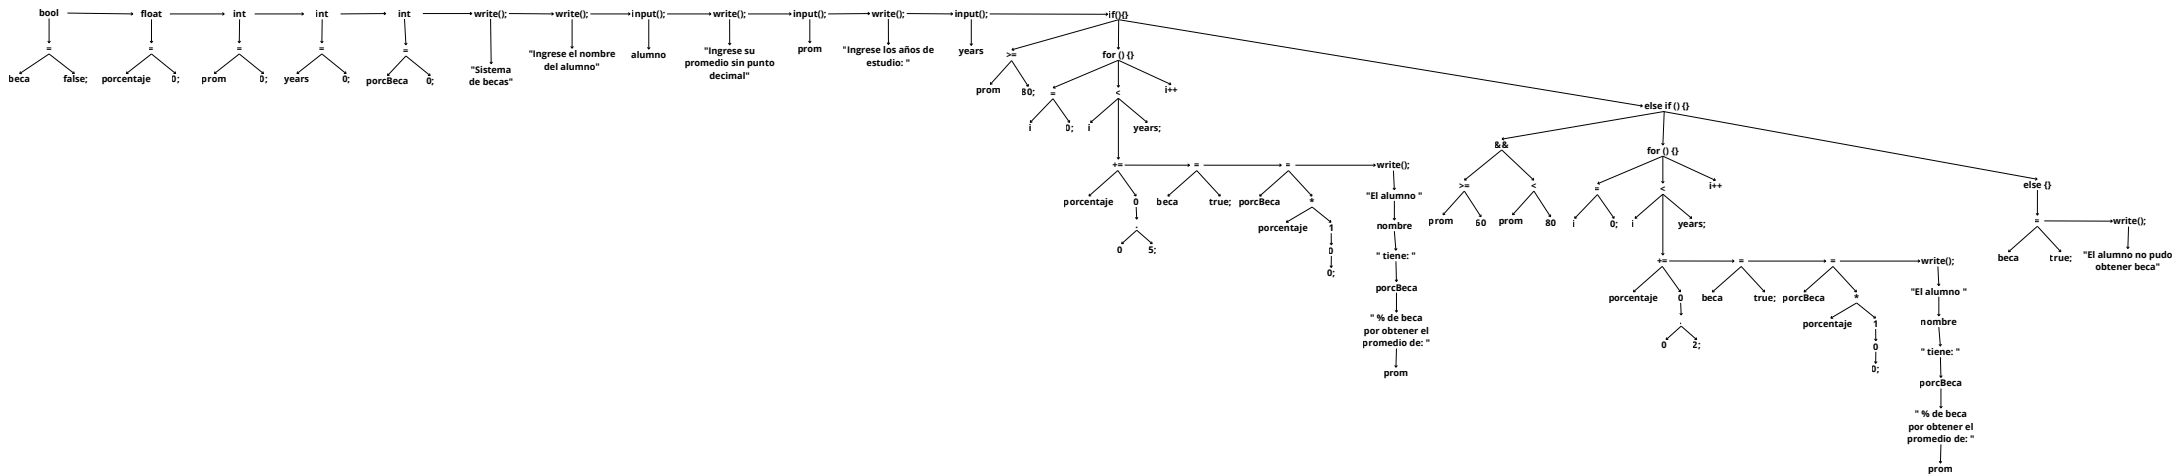 bool float int int int write(); write(); input(); write(); input(); write(); input(); if(){}
= = = = =
beca false; porcentaje 0; prom 0; years 0; porcBeca 0;
"Sistema
de becas"
"Ingrese el nombre
del alumno"
alumno
"Ingrese su
promedio sin punto
decimal"
prom
"Ingrese los años de
estudio: "
years
>= for () {}
prom 80; = < i++
i 0; i years;
+= = = write();
porcentaje 0 beca true; porcBeca *
.
0 5;
porcentaje 1
0
0;
"El alumno "
nombre
" tiene: "
porcBeca
" % de beca
por obtener el
promedio de: "
prom
else if () {}
&& for () {}
>= < = < i++
prom 60 prom 80 i 0; i years;
+= = = write();
porcentaje 0 beca true; porcBeca *
.
0 2;
porcentaje 1
0
0;
"El alumno "
nombre
" tiene: "
porcBeca
" % de beca
por obtener el
promedio de: "
prom
else {}
= write();
beca true; "El alumno no pudo
obtener beca"